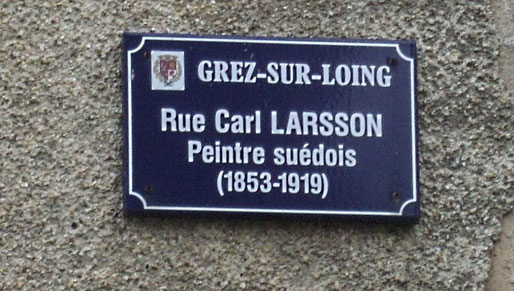 GREZ-SUR-LOING
Rue Carl LARSSON
Peintre suédois
(1853-1919)